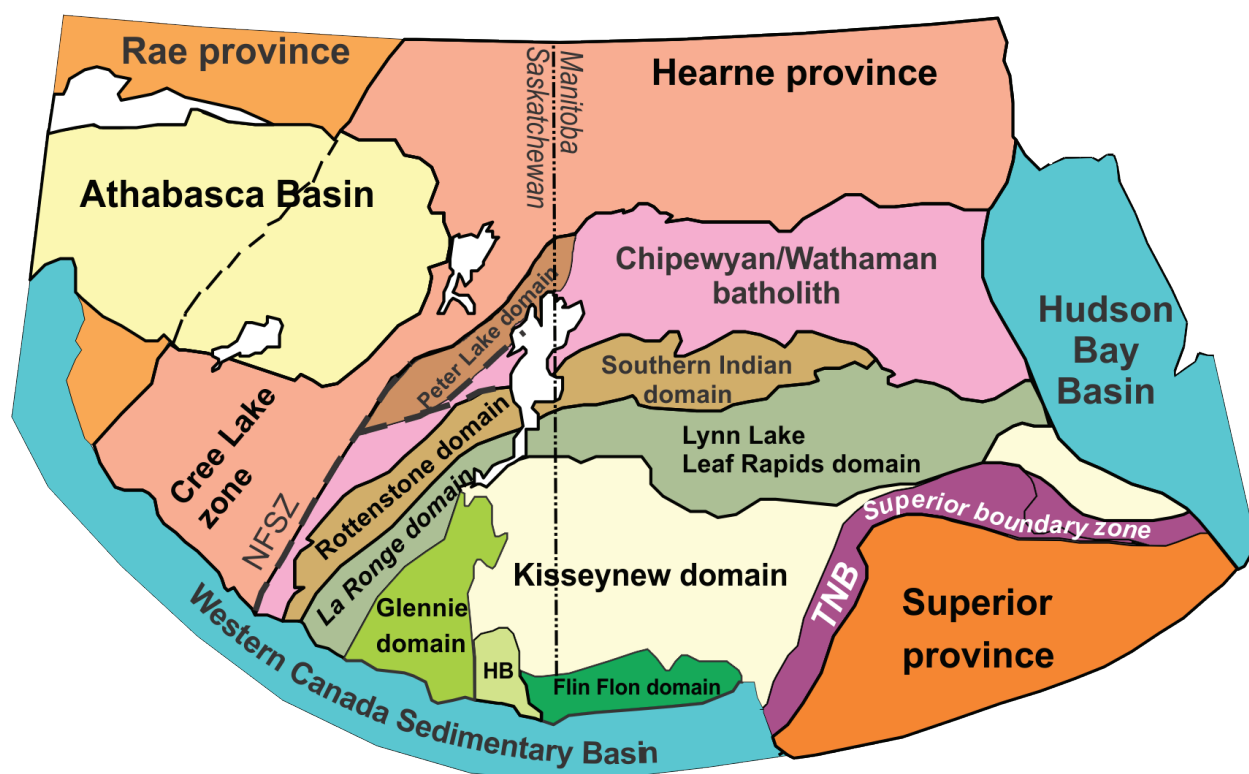 Rae province
Manitoba
Saskatchewan
Hearne province
Athabasca Basin
Chipewyan/Wathaman
batholith
Hudson
Bay
Basin
Peter Lake domain
Southern Indian
domain
Cree Lake
zone
NFSZ
Rottenstone domain
La Ronge domain
Lynn Lake
Leaf Rapids domain
Superior boundary zone
TNB
Kisseynew domain
Glennie
domain
HB
Flin Flon domain
Superior
province
Western Canada Sedimentary Basin